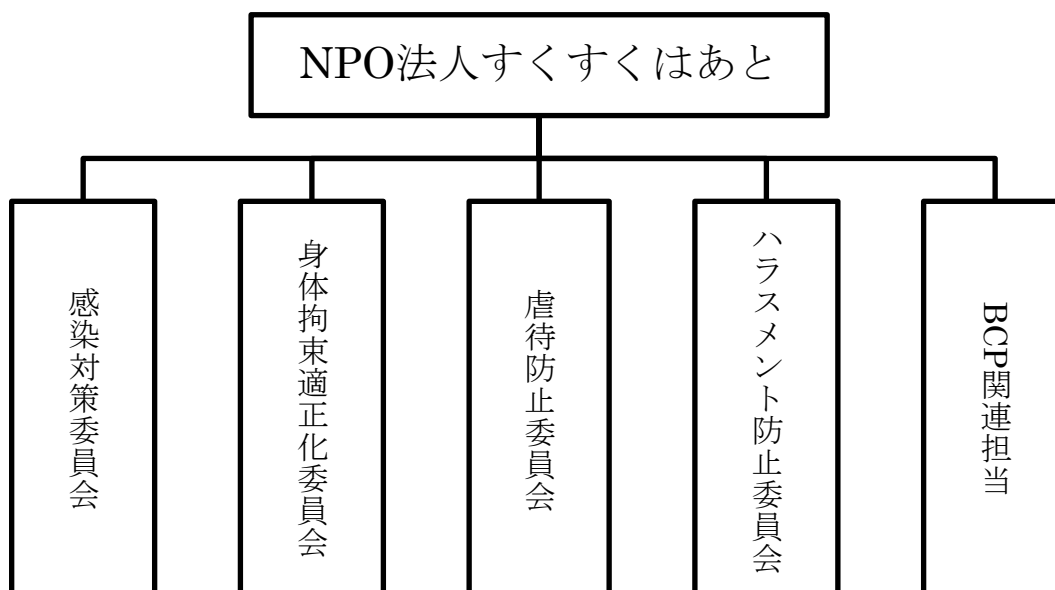 NPO法人すくすくはあと
感染対策委員会
身体拘束適正化委員会
虐待防止委員会
ハラスメント防止委員会
BCP関連担当